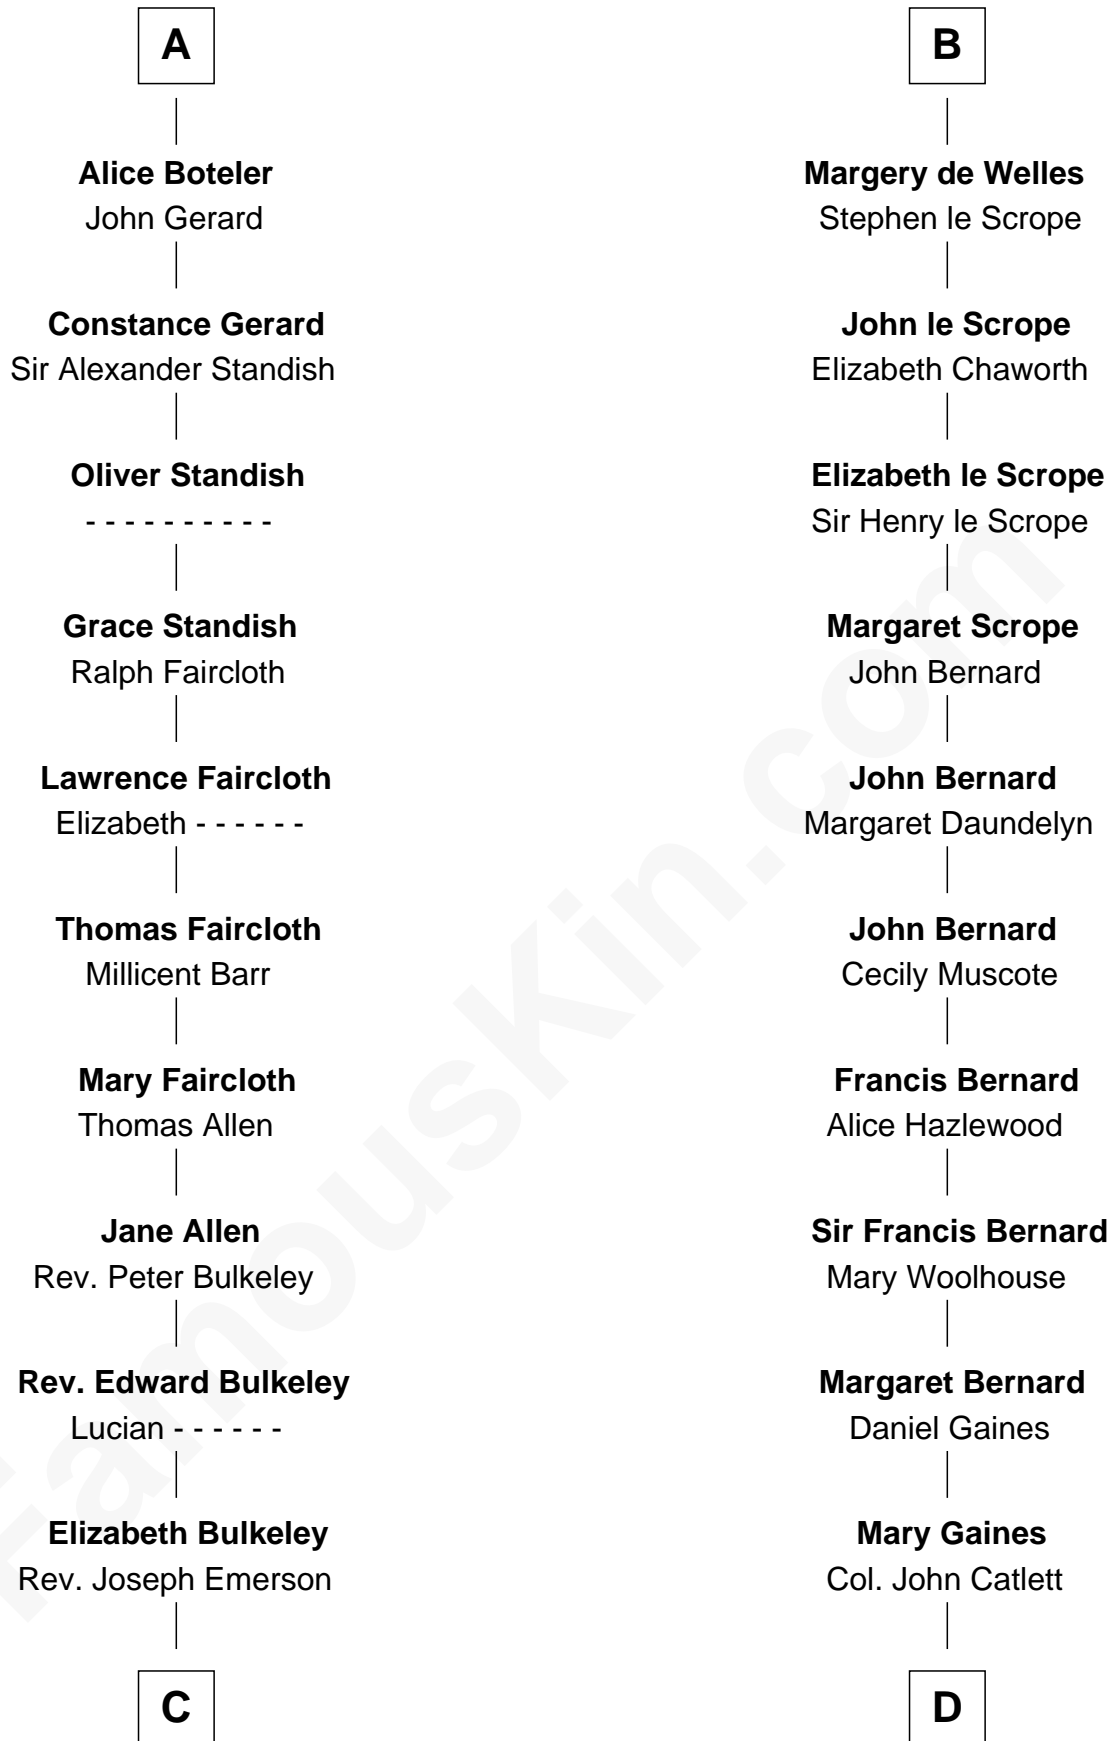 A
Alice Boteler
John Gerard
Constance Gerard
Sir Alexander Standish
Oliver Standish
- - - - - - - - - -
Grace Standish
Ralph Faircloth
Lawrence Faircloth
Elizabeth - - - - - -
Thomas Faircloth
Millicent Barr
Mary Faircloth
Thomas Allen
Jane Allen
Rev. Peter Bulkeley
Rev. Edward Bulkeley
Lucian - - - - - -
Elizabeth Bulkeley
Rev. Joseph Emerson
C
B
Margery de Welles
Stephen le Scrope
John le Scrope
Elizabeth Chaworth
Elizabeth le Scrope
Sir Henry le Scrope
Margaret Scrope
John Bernard
John Bernard
Margaret Daundelyn
John Bernard
Cecily Muscote
Francis Bernard
Alice Hazlewood
Sir Francis Bernard
Mary Woolhouse
Margaret Bernard
Daniel Gaines
Mary Gaines
Col. John Catlett
D
FamousKin.com